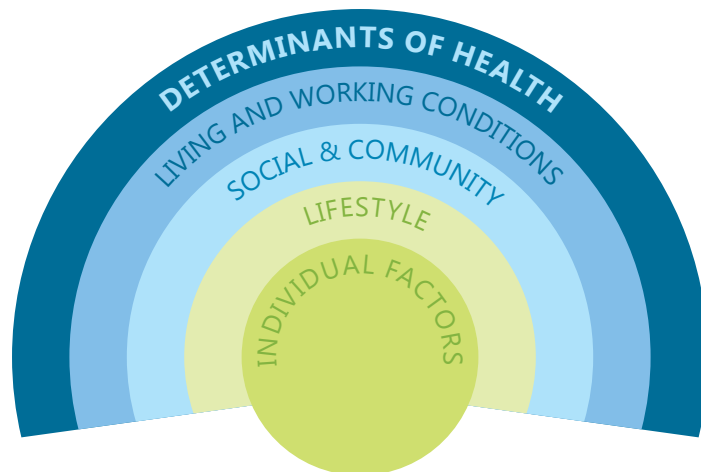 DETERMINANTS OF HEALTH
LIVING AND WORKING CONDITIONS
SOCIAL & COMMUNITY
LIFESTYLE
INDIVIDUAL FACTORS